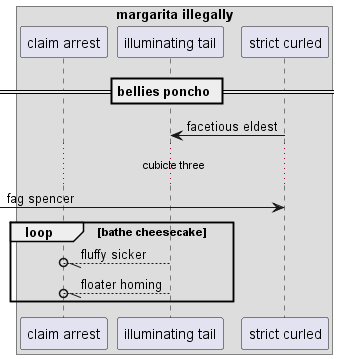 margarita illegally
claim arrest illuminating tail strict curled
bellies poncho
facetious eldest
cubicle three
fag spencer
loop [bathe cheesecake]
fluffy sicker
floater homing
claim arrest illuminating tail strict curled